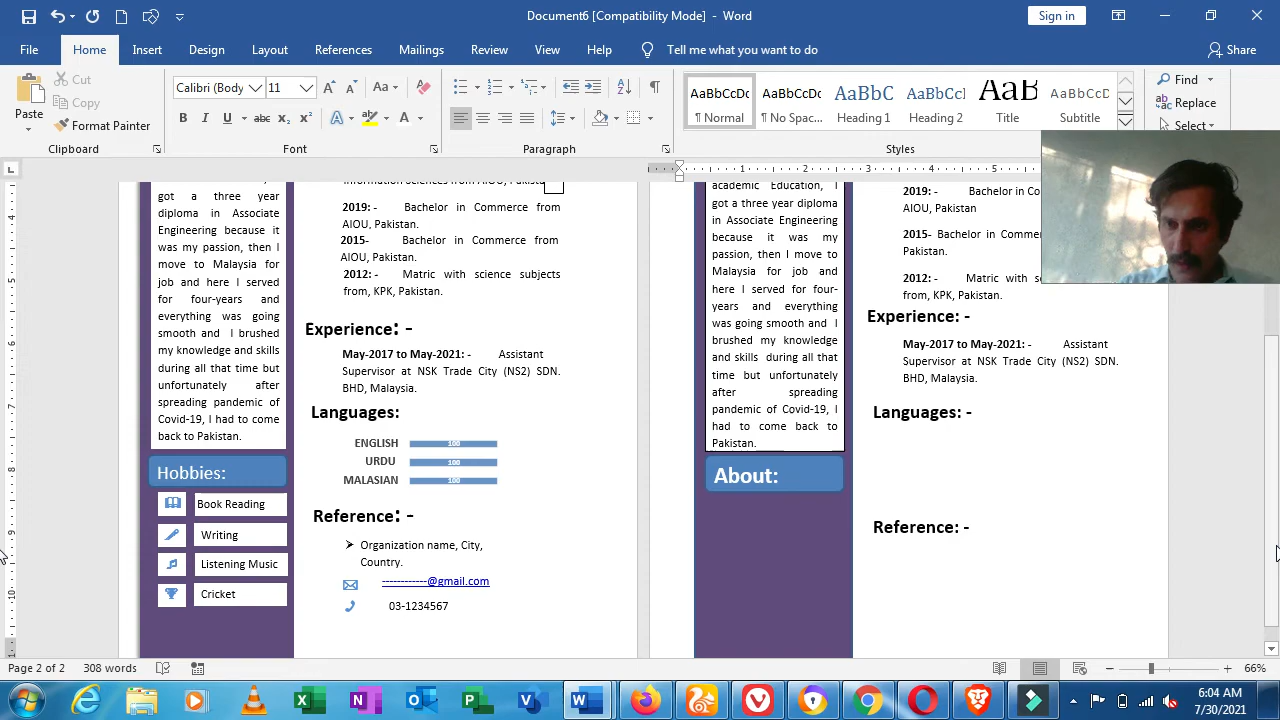 Document6 [Compatibility Mode] - Word
Sign in
File Home Insert Design Layout References Mailings Review View Help Tell me what you want to do Share
Paste
Cut
Copy
Format Painter
Clipboard
Calibri (Body 11
Font
Paragraph
AaBbCcDc AaBbCcDc AaBbC AaBbCcI AaB AaBbCcD
¶ Normal ¶ No Spac... Heading 1 Heading 2 Title Subtitle
Styles
Find
Replace
Select
1 2 3 4
got a three year
diploma in Associate
Engineering because it
was my passion, then I
move to Malaysia for
job and here I served
for four-years and
everything was going
smooth and I brushed
my knowledge and skills
during all that time but
unfortunately after
spreading pandemic of
Covid-19, I had to come
back to Pakistan.
Hobbies:
Book Reading
Writing
Listening Music
Cricket
2019: - Bachelor in Commerce from
AIOU, Pakistan.
2015- Bachelor in Commerce from
AIOU, Pakistan.
2012: - Matric with science subjects
from, KPK, Pakistan.
Experience: -
May-2017 to May-2021: - Assistant
Supervisor at NSK Trade City (NS2) SDN.
BHD, Malaysia.
Languages:
ENGLISH 100
URDU 100
MALASIAN 100
Reference: -
Organization name, City,
Country.
------------@gmail.com
03-1234567
academic Education, I
got a three year diploma
in Associate Engineering
because it was my
passion, then I move to
Malaysia for job and
here I served for four-
years and everything
was going smooth and I
brushed my knowledge
and skills during all that
time but unfortunately
after spreading
pandemic of Covid-19, I
had to come back to
Pakistan.
About:
2019: - Bachelor in Co
AIOU, Pakistan
2015- Bachelor in Comme
Pakistan.
2012: - Matric with s
from, KPK, Pakistan.
Experience: -
May-2017 to May-2021: - Assistant
Supervisor at NSK Trade City (NS2) SDN.
BHD, Malaysia.
Languages: -
Reference: -
Page 2 of 2 308 words 66%
6:04 AM
7/30/2021